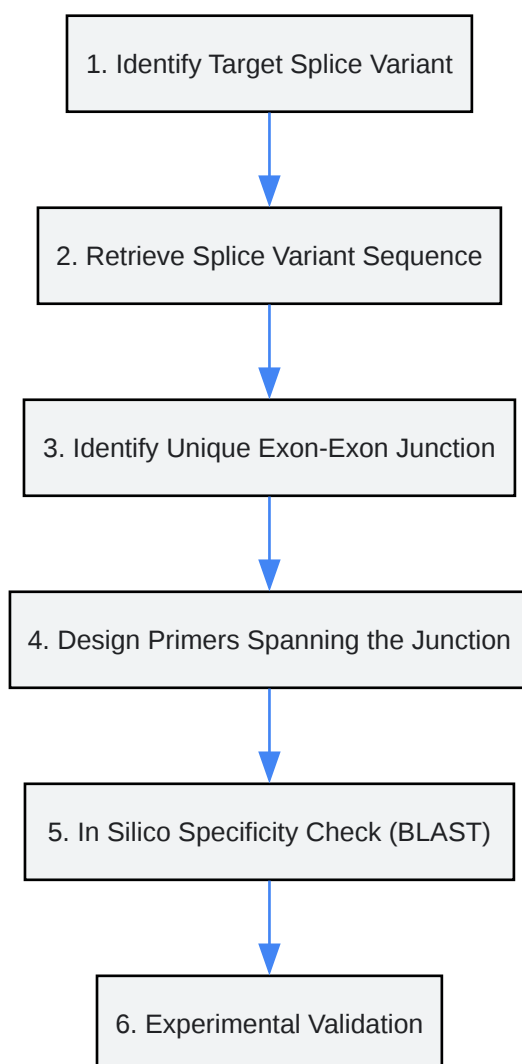 1. Identify Target Splice Variant
2. Retrieve Splice Variant Sequence
3. Identify Unique Exon-Exon Junction
4. Design Primers Spanning the Junction
5. In Silico Specificity Check (BLAST)
6. Experimental Validation